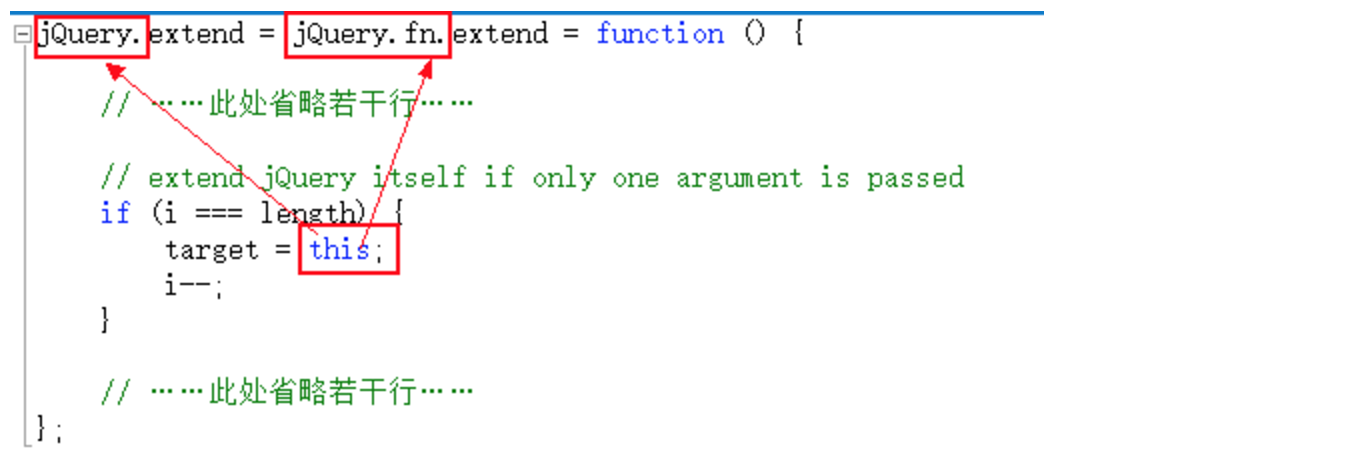 jQuery.extend = jQuery.fn.extend = function () {
// ……此处省略若干行……
// extend jQuery itself if only one argument is passed
if (i === length) {
target = this;
i--;
}
// ……此处省略若干行……
};